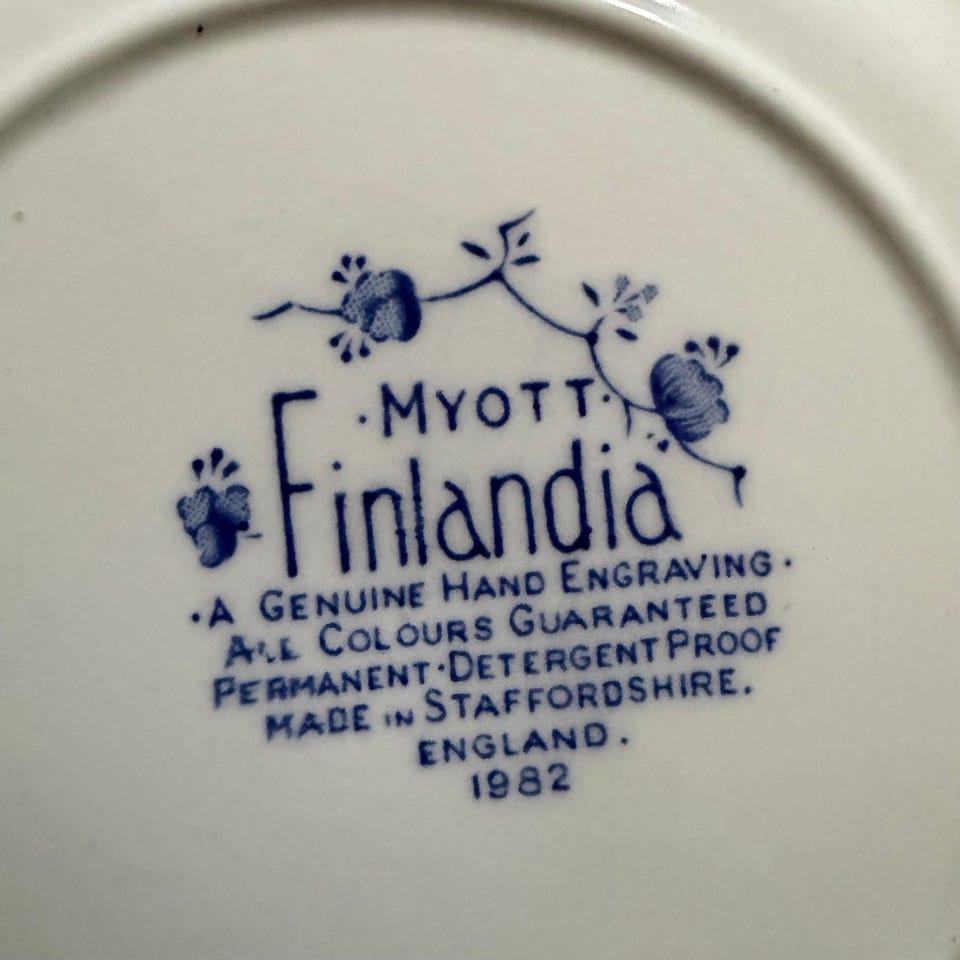 ·MYOTT·
Finlandia
·A GENUINE HAND ENGRAVING·
ALL COLOURS GUARANTEED
PERMANENT·DETERGENT PROOF
MADE IN STAFFORDSHIRE.
ENGLAND.
1982